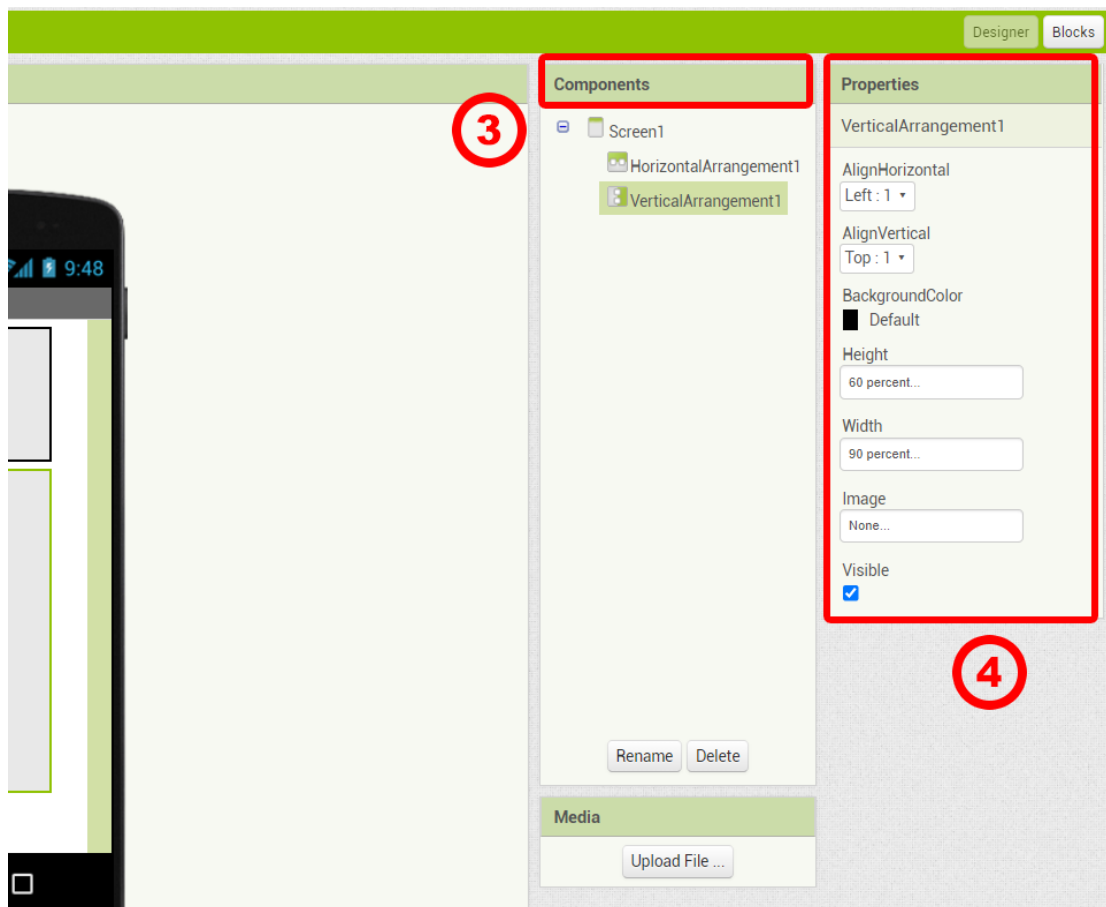 Designer
Blocks
3
Components
Screen1
HorizontalArrangement1
VerticalArrangement1
Rename
Delete
Media
Upload File ...
9:48
Properties
VerticalArrangement1
AlignHorizontal
Left : 1
AlignVertical
Top : 1
BackgroundColor
Default
Height
60 percent...
Width
90 percent...
Image
None...
Visible
4